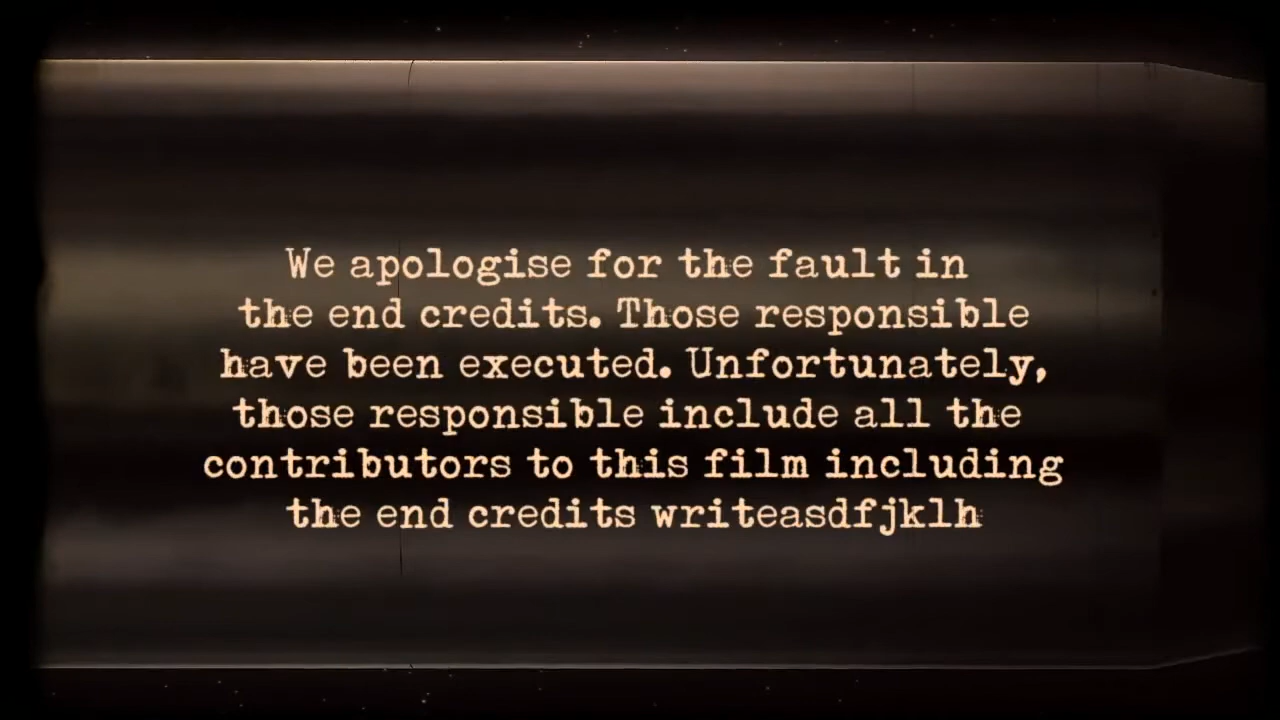 We apologise for the fault in
the end credits. Those responsible
have been executed. Unfortunately,
those responsible include all the
contributors to this film including
the end credits writeasdfjklh